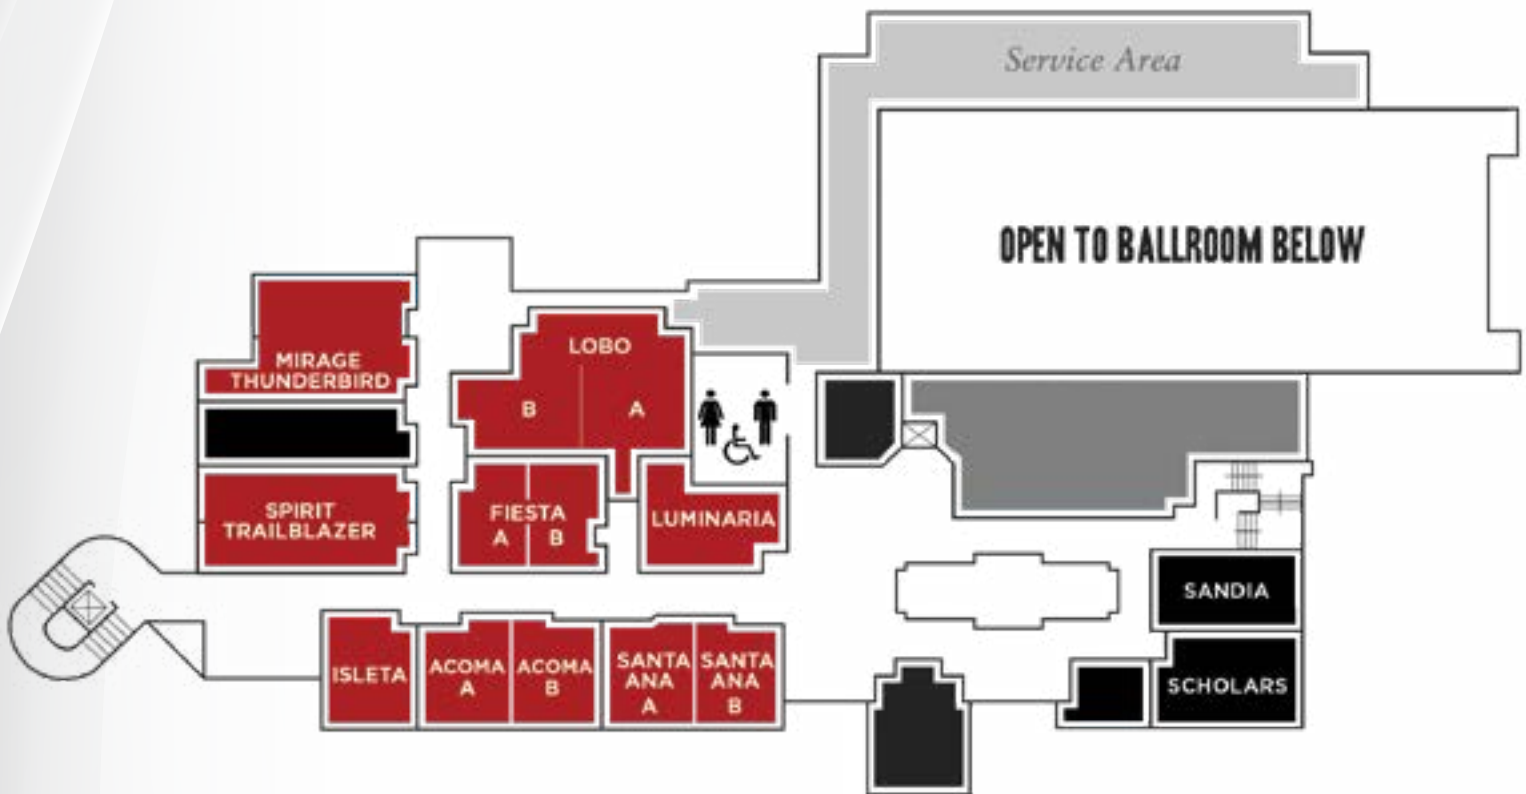 Service Area
OPEN TO BALLROOM BELOW
MIRAGE
THUNDERBIRD
LOBO
B
A
SPIRIT
TRAILBLAZER
FIESTA
A
B
LUMINARIA
SANDIA
SCHOLARS
ISLETA
ACOMA
A
ACOMA
B
SANTA
ANA
A
SANTA
ANA
B